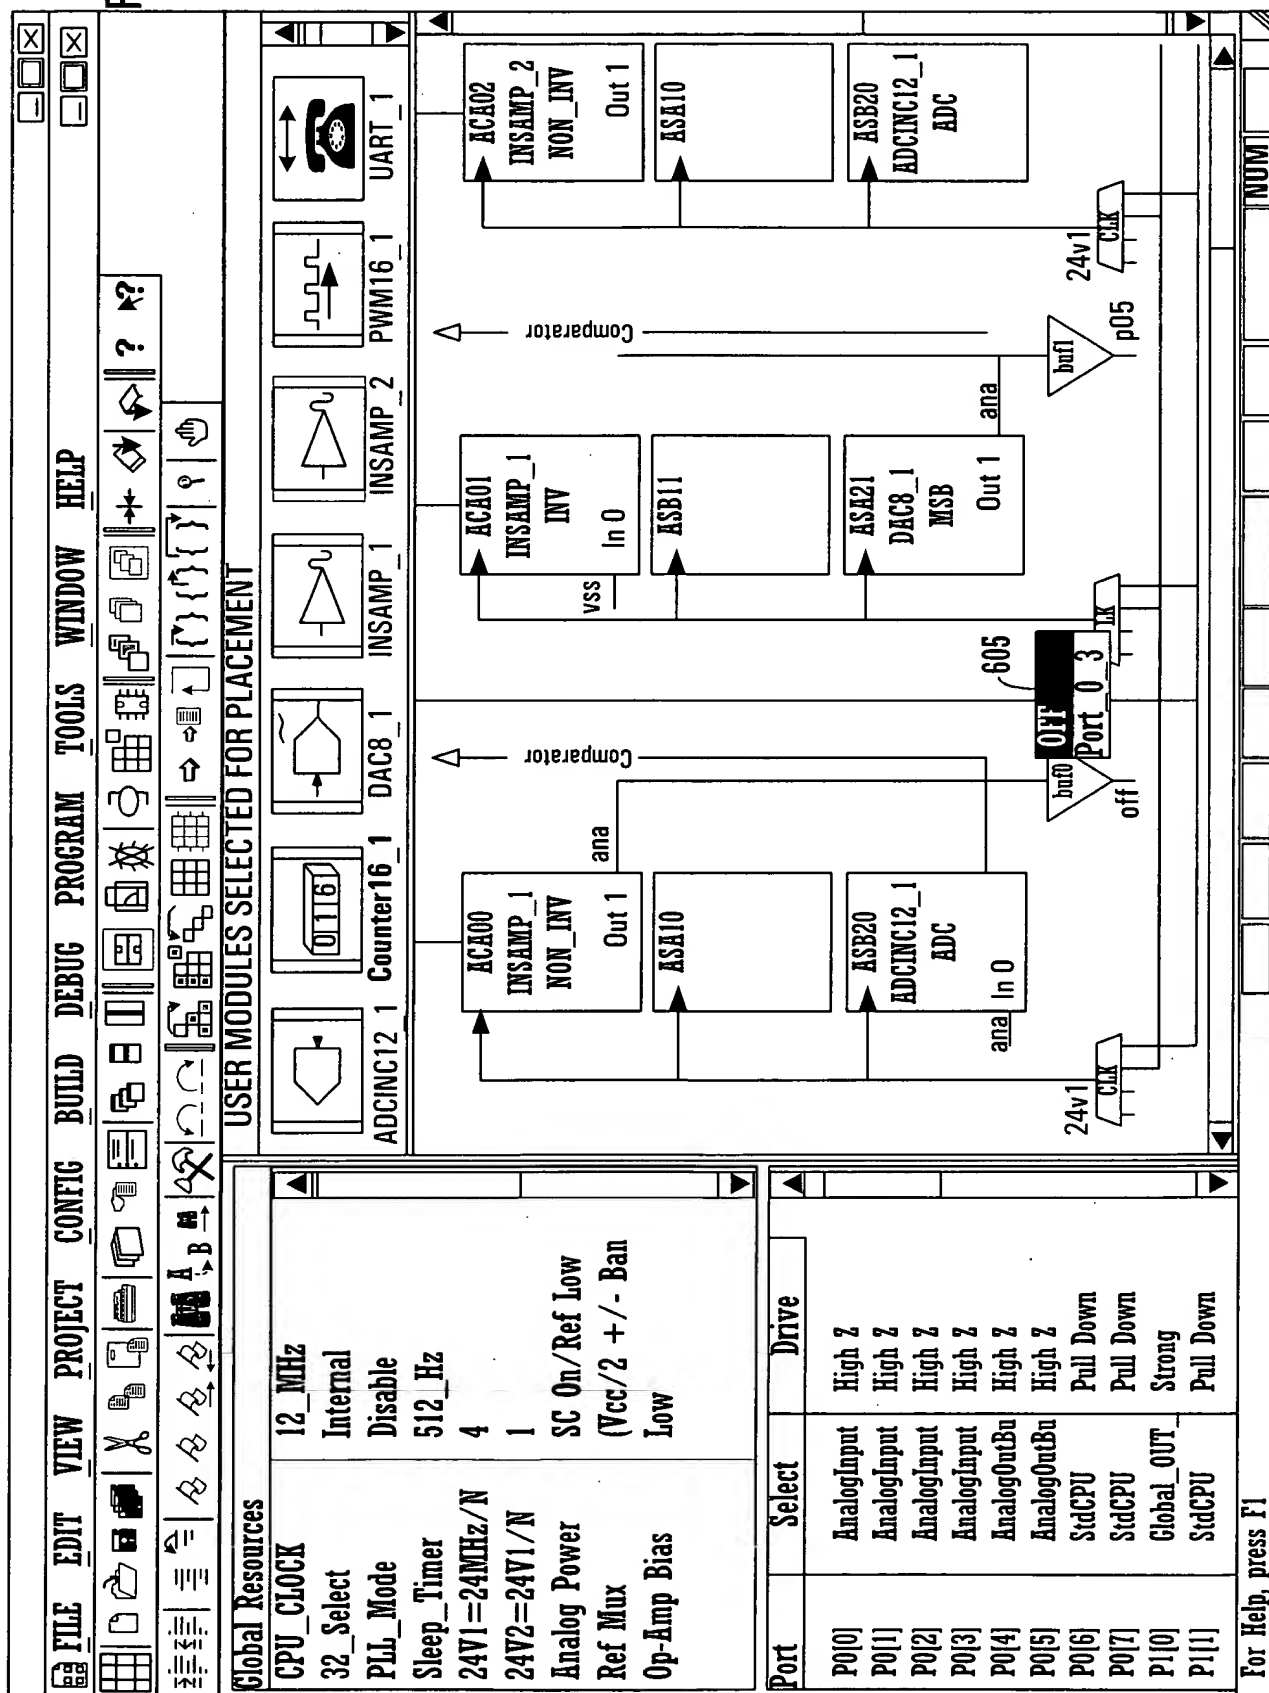 FILE EDIT VIEW PROJECT CONFIG BUILD DEBUG PROGRAM TOOLS WINDOW HELP
? ?
A
B
{ } { } { }
Global Resources
CPU_CLOCK 12_MHz
32_Select Internal
PLL_Mode Disable
Sleep_Timer 512_Hz
24V1=24MHz/N 4
24V2=24V1/N 1
Analog Power SC On/Ref Low
Ref Mux (Vcc/2 +/- Ban
Op-Amp Bias Low
Port Select Drive
P0[0] AnalogInput High Z
P0[1] AnalogInput High Z
P0[2] AnalogInput High Z
P0[3] AnalogInput High Z
P0[4] AnalogOutBu High Z
P0[5] AnalogOutBu High Z
P0[6] StdCPU Pull Down
P0[7] StdCPU Pull Down
P1[0] Global_OUT_ Strong
P1[1] StdCPU Pull Down
USER MODULES SELECTED FOR PLACEMENT
0 1 6
ADCINC12_1 Counter16_1 DAC8_1 INSAMP_1 INSAMP_2 PWM16_1 UART_1
ACA00
INSAMP_1
NON_INV
Out 1
ana
ASA10
ASB20
ADCINC12_1
ADC
In 0
ana
24v1
CLK
Comparator
buf0
off
Off
Port_0_3
605
ACA01
INSAMP_1
INV
In 0
vss
ASB11
ASA21
DAC8_1
MSB
Out 1
LK
ana
Comparator
buf1
p05
ACA02
INSAMP_2
NON_INV
Out 1
ASA10
ASB20
ADCINC12_1
ADC
24v1
CLK
For Help, press F1
NUM